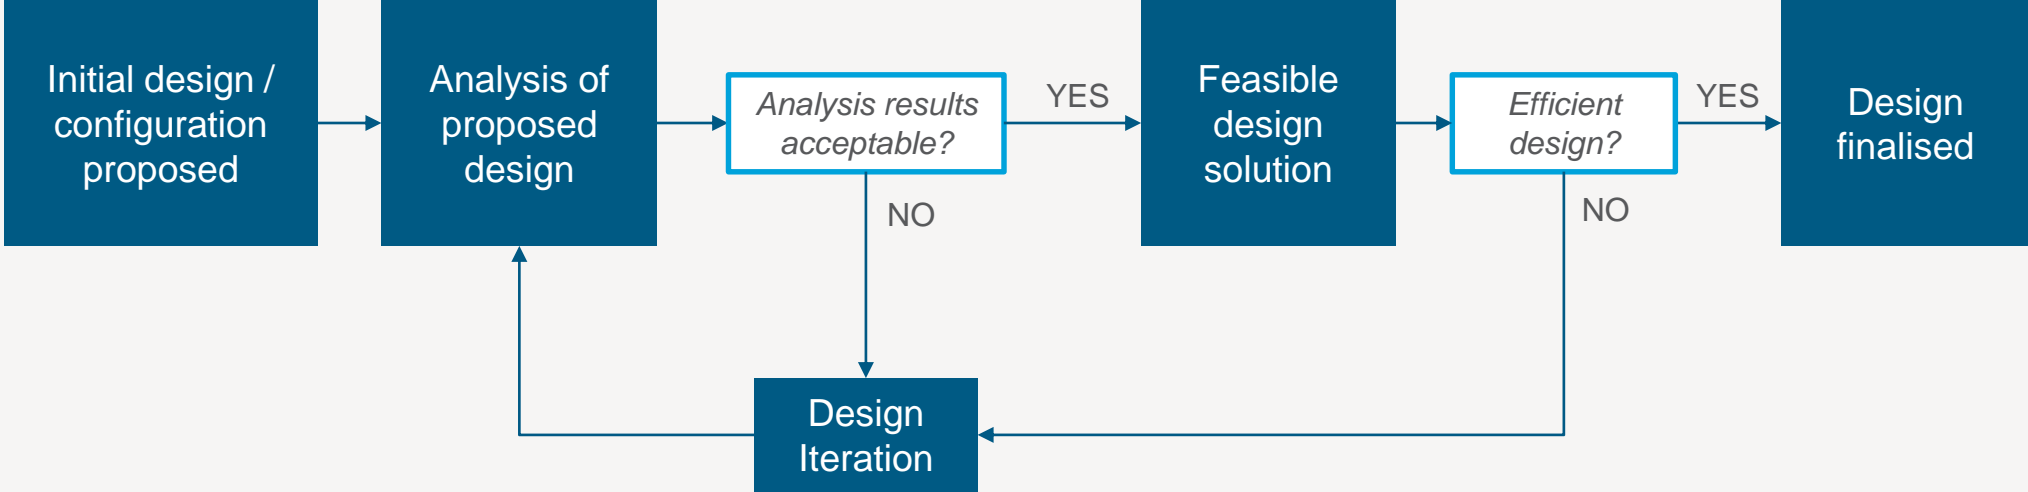 Initial design /
configuration
proposed
Analysis of
proposed
design
Analysis results
acceptable?
YES
NO
Feasible
design
solution
Efficient
design?
YES
NO
Design
finalised
Design
Iteration